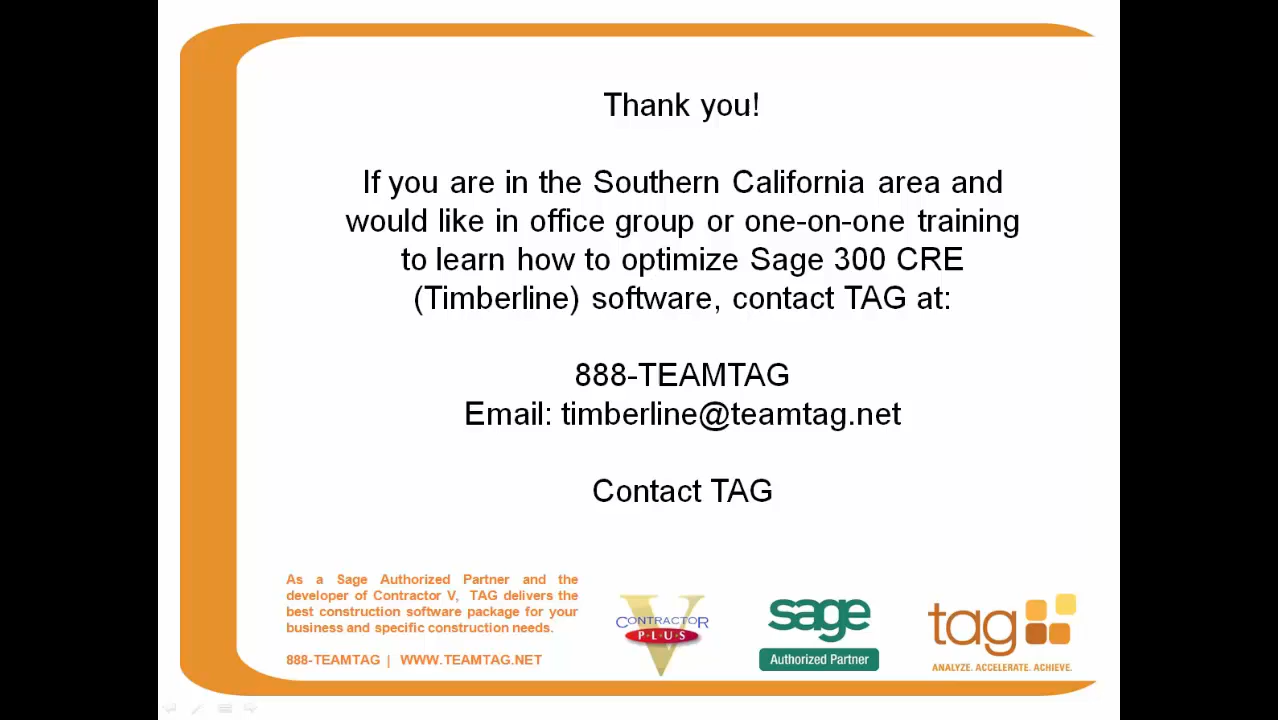 Thank you!
If you are in the Southern California area and
would like in office group or one-on-one training
to learn how to optimize Sage 300 CRE
(Timberline) software, contact TAG at:
888-TEAMTAG
Email: timberline@teamtag.net
Contact TAG
As a Sage Authorized Partner and the
developer of Contractor V, TAG delivers the
best construction software package for your
business and specific construction needs.
888-TEAMTAG | WWW.TEAMTAG.NET
V
CONTRACTOR
PLUS
sage
Authorized Partner
tag
ANALYZE. ACCELERATE. ACHIEVE.